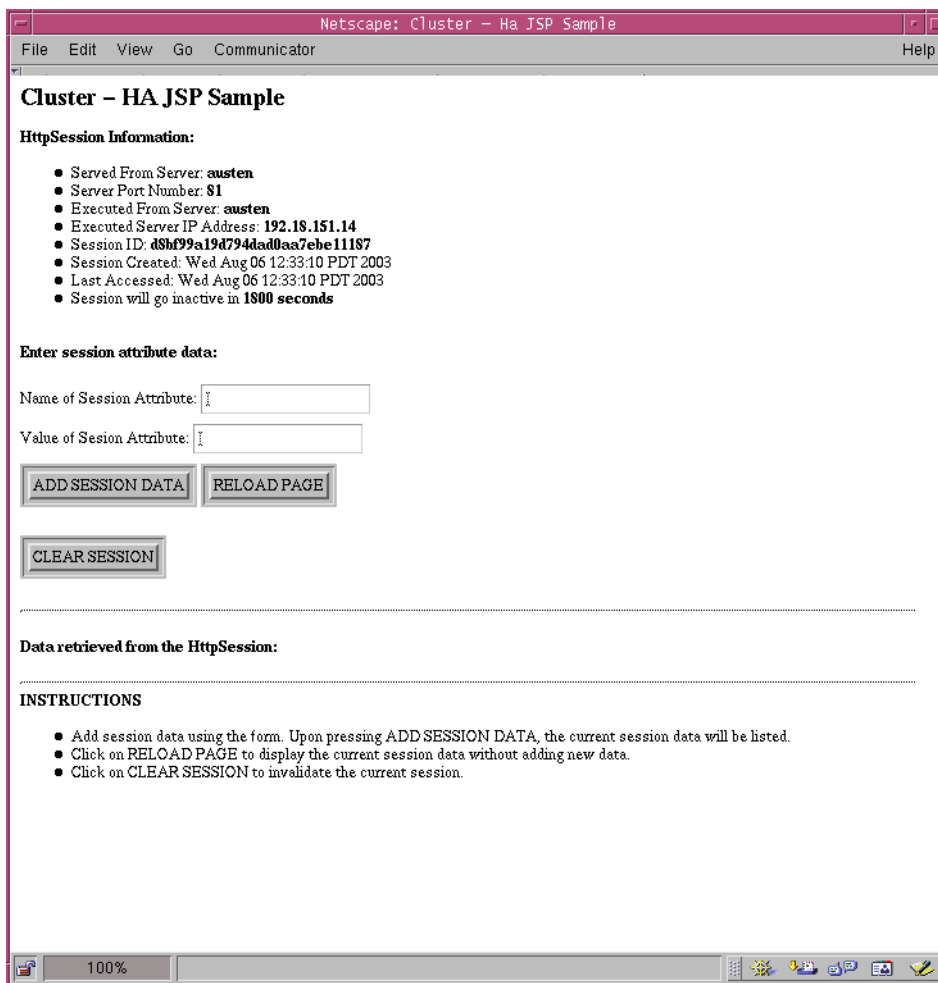 Netscape: Cluster – Ha JSP Sample
File Edit View Go Communicator Help
Cluster – HA JSP Sample
HttpSession Information:
Served From Server: austen
Server Port Number: 81
Executed From Server: austen
Executed Server IP Address: 192.18.151.14
Session ID: d8bf99a19d794dad0aa7ebe11187
Session Created: Wed Aug 06 12:33:10 PDT 2003
Last Accessed: Wed Aug 06 12:33:10 PDT 2003
Session will go inactive in 1800 seconds
Enter session attribute data:
Name of Session Attribute:
Value of Sesion Attribute:
ADD SESSION DATA RELOAD PAGE
CLEAR SESSION
Data retrieved from the HttpSession:
INSTRUCTIONS
Add session data using the form. Upon pressing ADD SESSION DATA, the current session data will be listed.
Click on RELOAD PAGE to display the current session data without adding new data.
Click on CLEAR SESSION to invalidate the current session.
100%